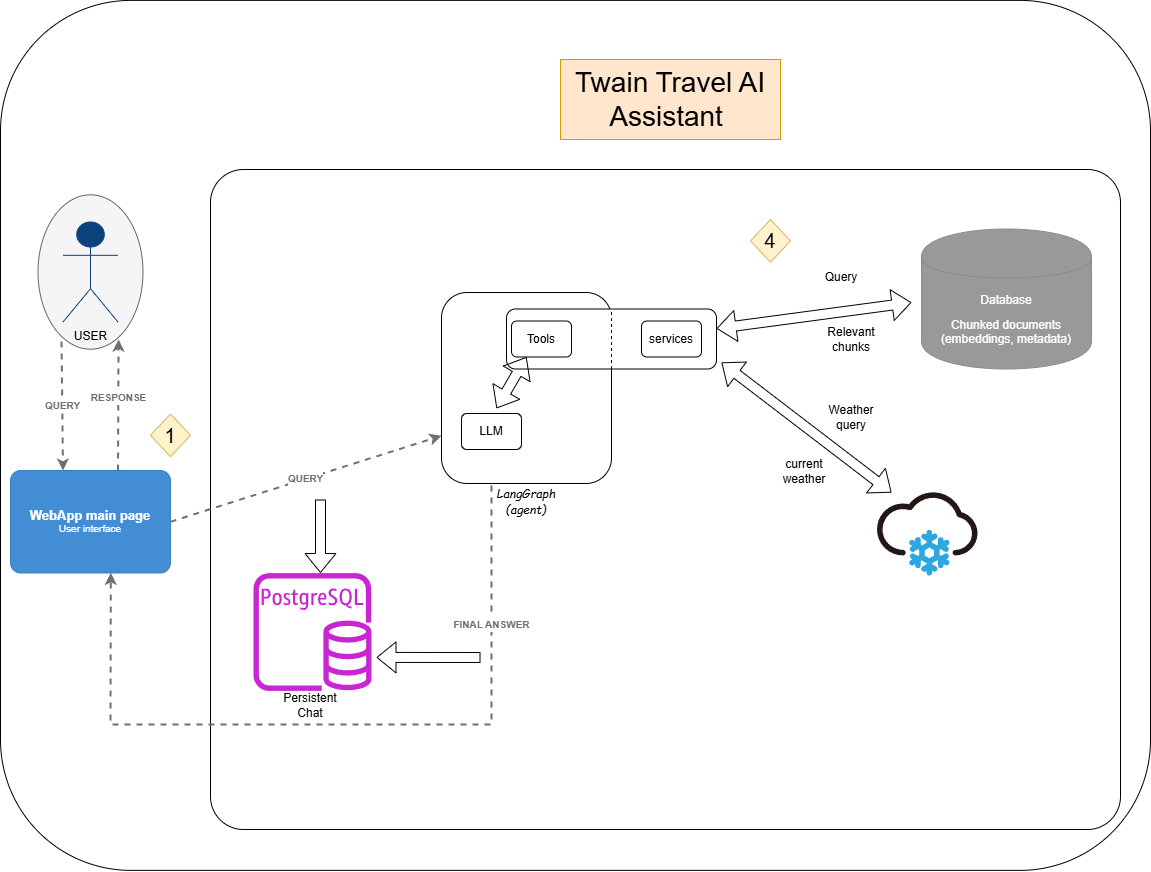 Twain Travel AI
Assistant
USER
QUERY
RESPONSE
1
WebApp main page
User interface
QUERY
Tools
services
LLM
LangGraph
(agent)
4
Query
Relevant
chunks
Database
Chunked documents
(embeddings, metadata)
Weather
query
current
weather
PostgreSQL
Persistent
Chat
FINAL ANSWER